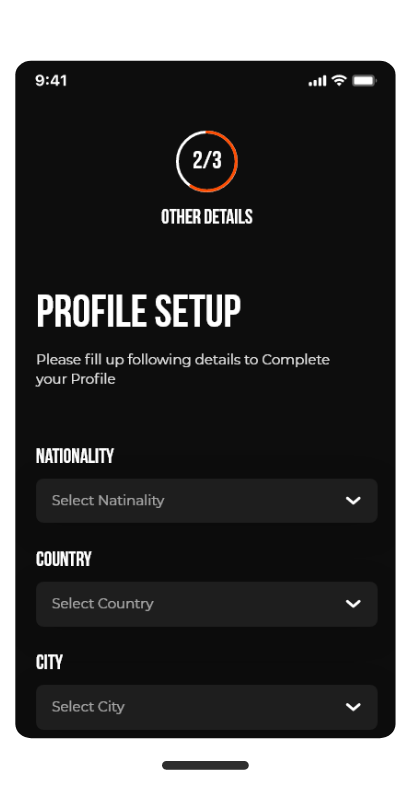 9:41
2/3
OTHER DETAILS
PROFILE SETUP
Please fill up following details to Complete
your Profile
NATIONALITY
Select Natinality
COUNTRY
Select Country
CITY
Select City